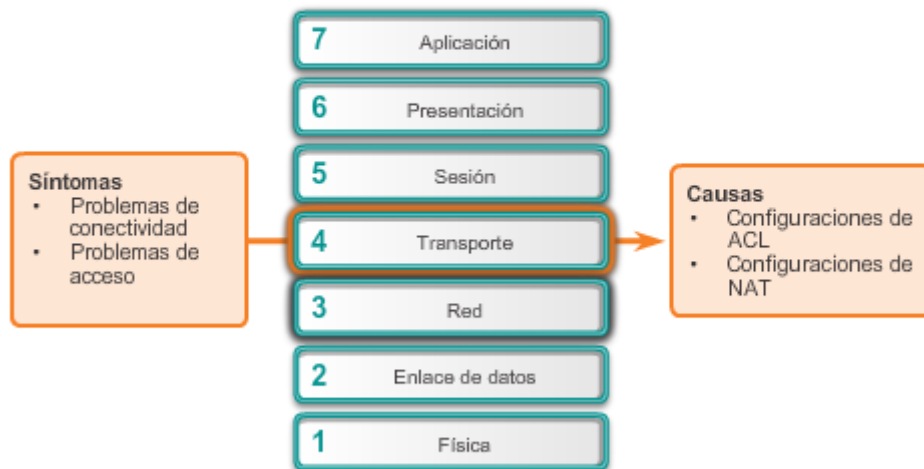 7 Aplicación
6 Presentación
5 Sesión
4 Transporte
3 Red
2 Enlace de datos
1 Física
Síntomas
• Problemas de
conectividad
• Problemas de
acceso
Causas
• Configuraciones de
ACL
• Configuraciones de
NAT